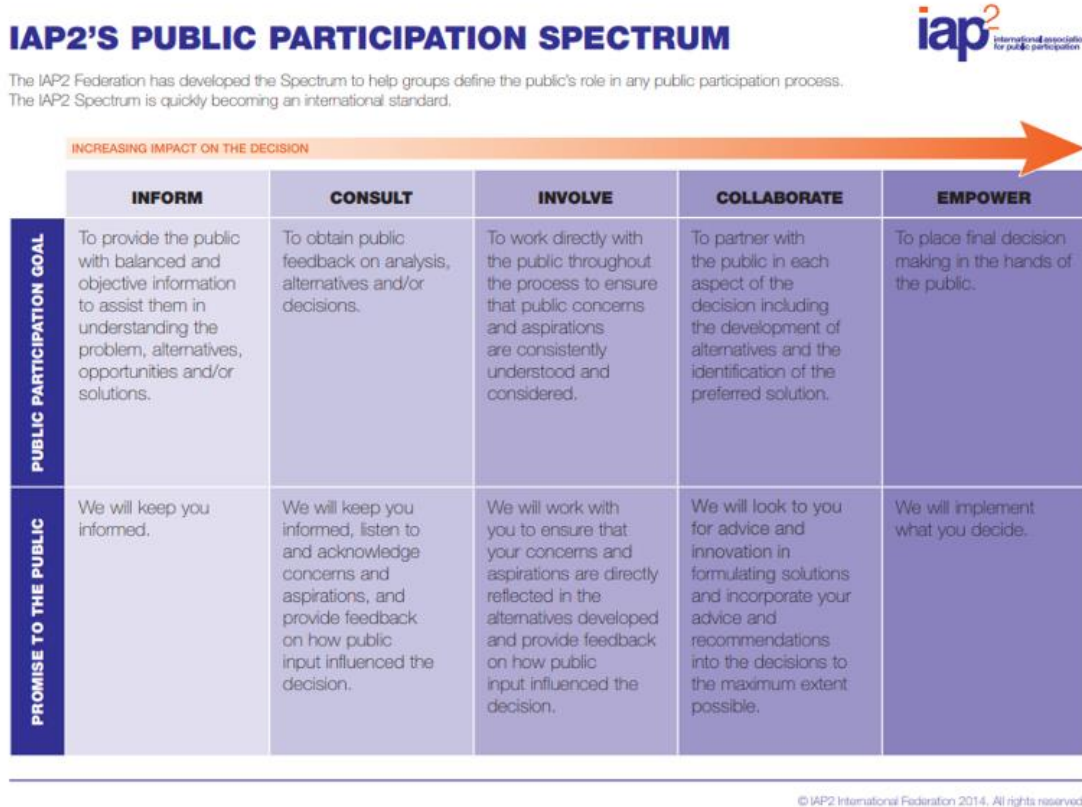 IAP2'S PUBLIC PARTICIPATION SPECTRUM
iap2
international association
for public participation
The IAP2 Federation has developed the Spectrum to help groups define the public's role in any public participation process.
The IAP2 Spectrum is quickly becoming an international standard.
INCREASING IMPACT ON THE DECISION
INFORM
CONSULT
INVOLVE
COLLABORATE
EMPOWER
PUBLIC PARTICIPATION GOAL
To provide the public
with balanced and
objective information
to assist them in
understanding the
problem, alternatives,
opportunities and/or
solutions.
To obtain public
feedback on analysis,
alternatives and/or
decisions.
To work directly with
the public throughout
the process to ensure
that public concerns
and aspirations
are consistently
understood and
considered.
To partner with
the public in each
aspect of the
decision including
the development of
alternatives and the
identification of the
preferred solution.
To place final decision
making in the hands of
the public.
PROMISE TO THE PUBLIC
We will keep you
informed.
We will keep you
informed, listen to
and acknowledge
concerns and
aspirations, and
provide feedback
on how public
input influenced the
decision.
We will work with
you to ensure that
your concerns and
aspirations are directly
reflected in the
alternatives developed
and provide feedback
on how public
input influenced the
decision.
We will look to you
for advice and
innovation in
formulating solutions
and incorporate your
advice and
recommendations
into the decisions to
the maximum extent
possible.
We will implement
what you decide.
© IAP2 International Federation 2014. All rights reserved